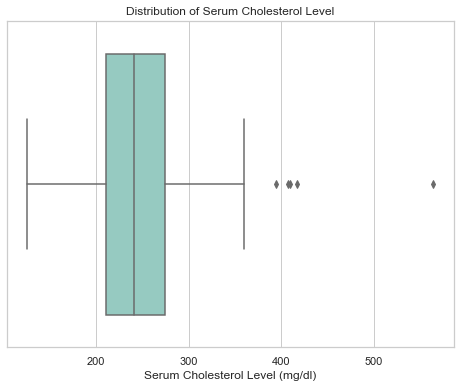 Distribution of Serum Cholesterol Level
200 300 400 500
Serum Cholesterol Level (mg/dl)